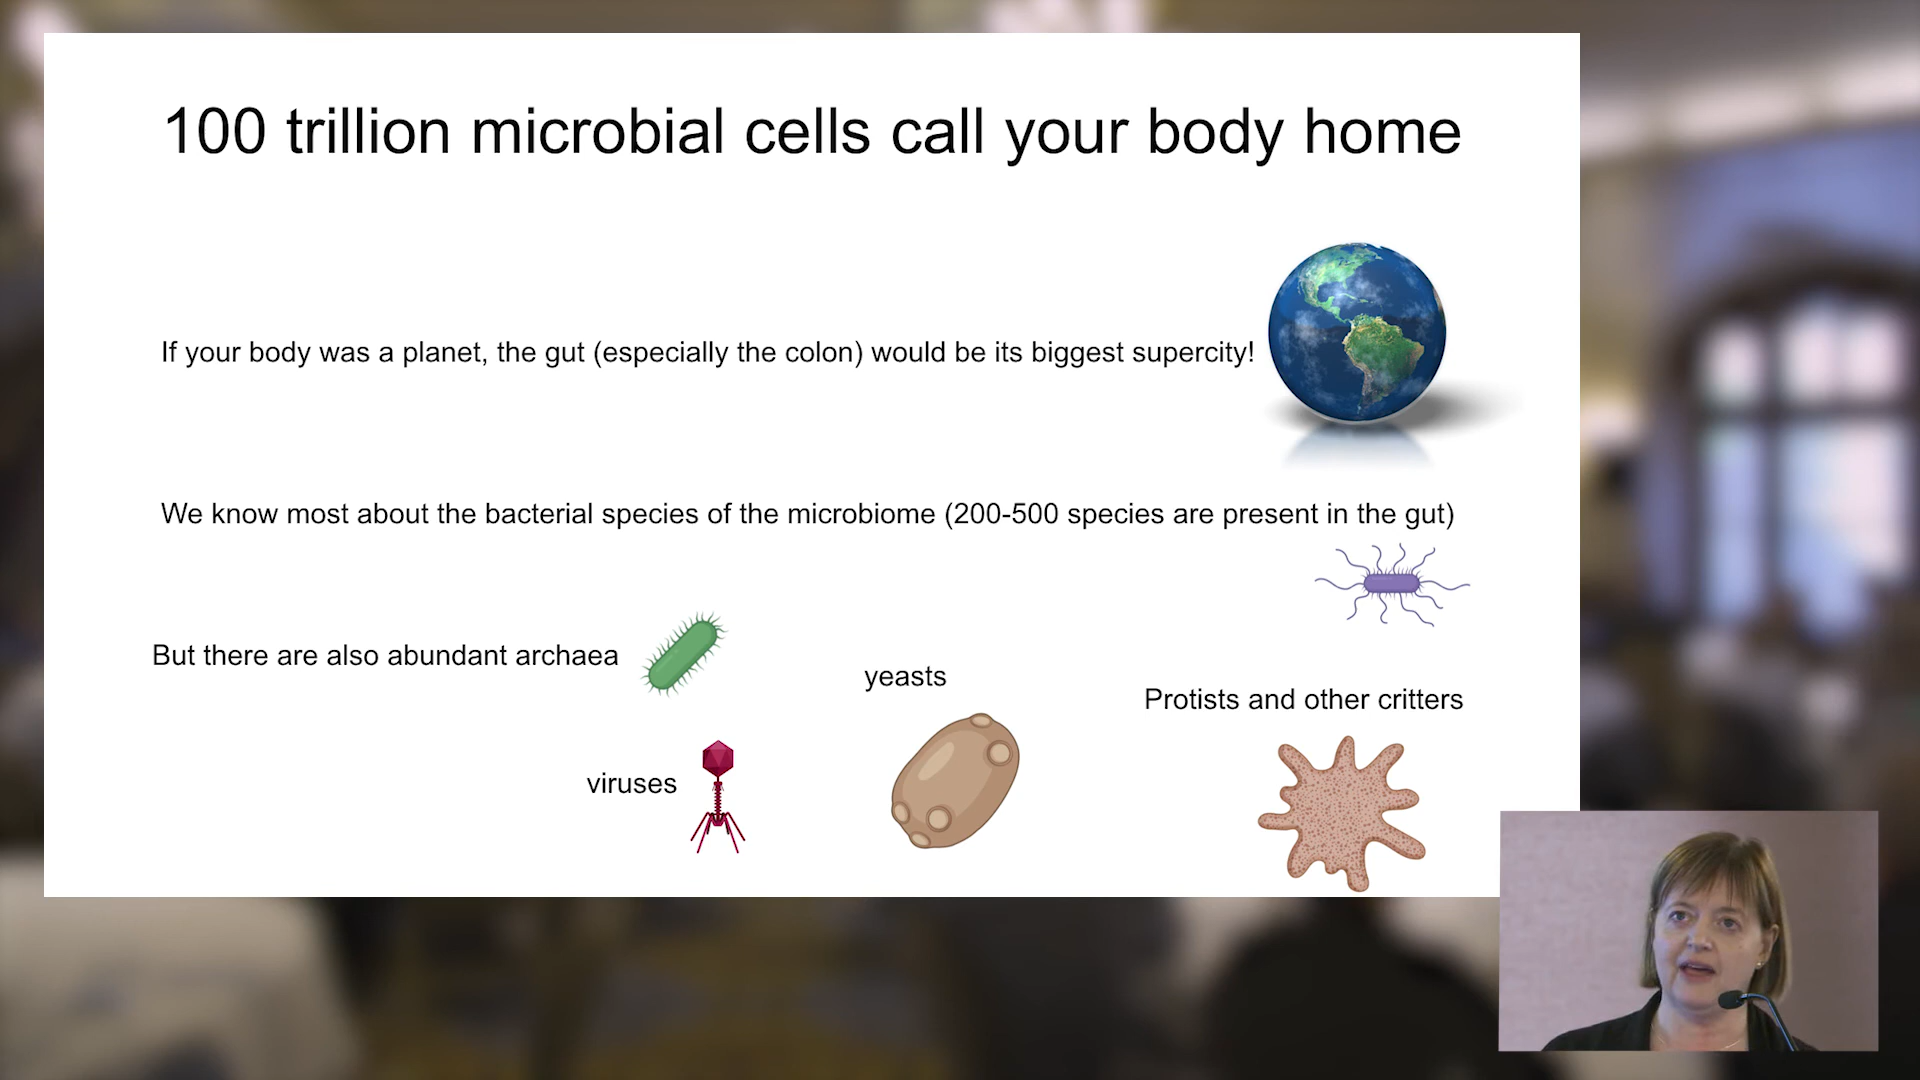 100 trillion microbial cells call your body home
If your body was a planet, the gut (especially the colon) would be its biggest supercity!
We know most about the bacterial species of the microbiome (200-500 species are present in the gut)
But there are also abundant archaea
yeasts
Protists and other critters
viruses